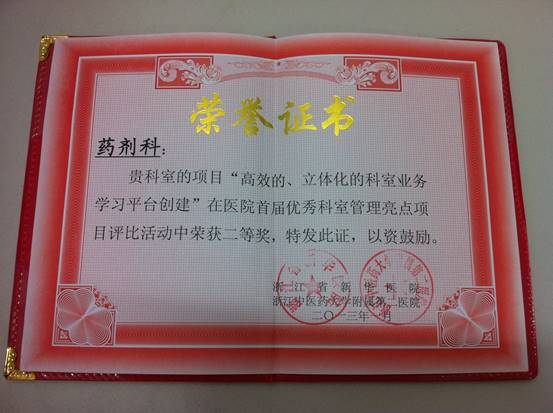 荣誉证书
药剂科：
贵科室的项目“高效的、立体化的科室业务
学习平台创建”在医院首届优秀科室管理亮点项
目评比活动中荣获二等奖，特发此证，以资鼓励。
浙江省新华医院
浙江中医药大学附属第二医院
二〇一三年一月